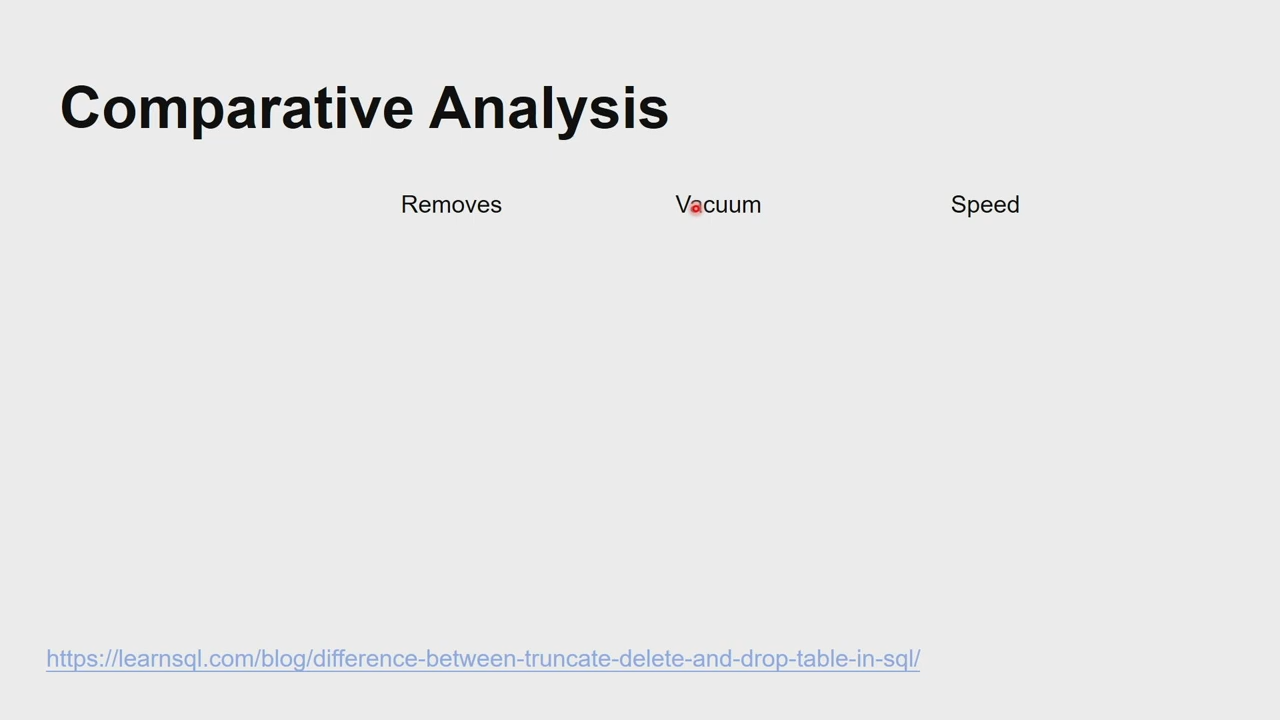 Comparative Analysis
Removes Vacuum Speed
https://learnsql.com/blog/difference-between-truncate-delete-and-drop-table-in-sql/